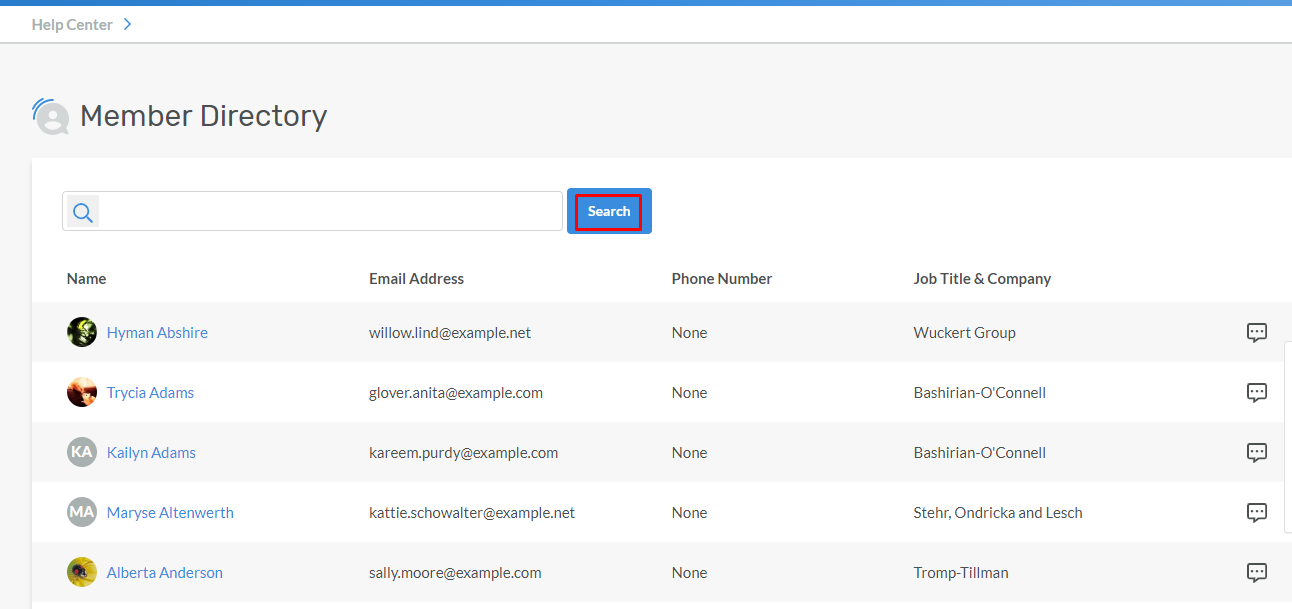 Help Center
Member Directory
Search
Name Email Address Phone Number Job Title & Company
Hyman Abshire willow.lind@example.net None Wuckert Group
Trycia Adams glover.anita@example.com None Bashirian-O'Connell
KA Kailyn Adams kareem.purdy@example.com None Bashirian-O'Connell
MA Maryse Altenwerth kattie.schowalter@example.net None Stehr, Ondricka and Lesch
Alberta Anderson sally.moore@example.com None Tromp-Tillman